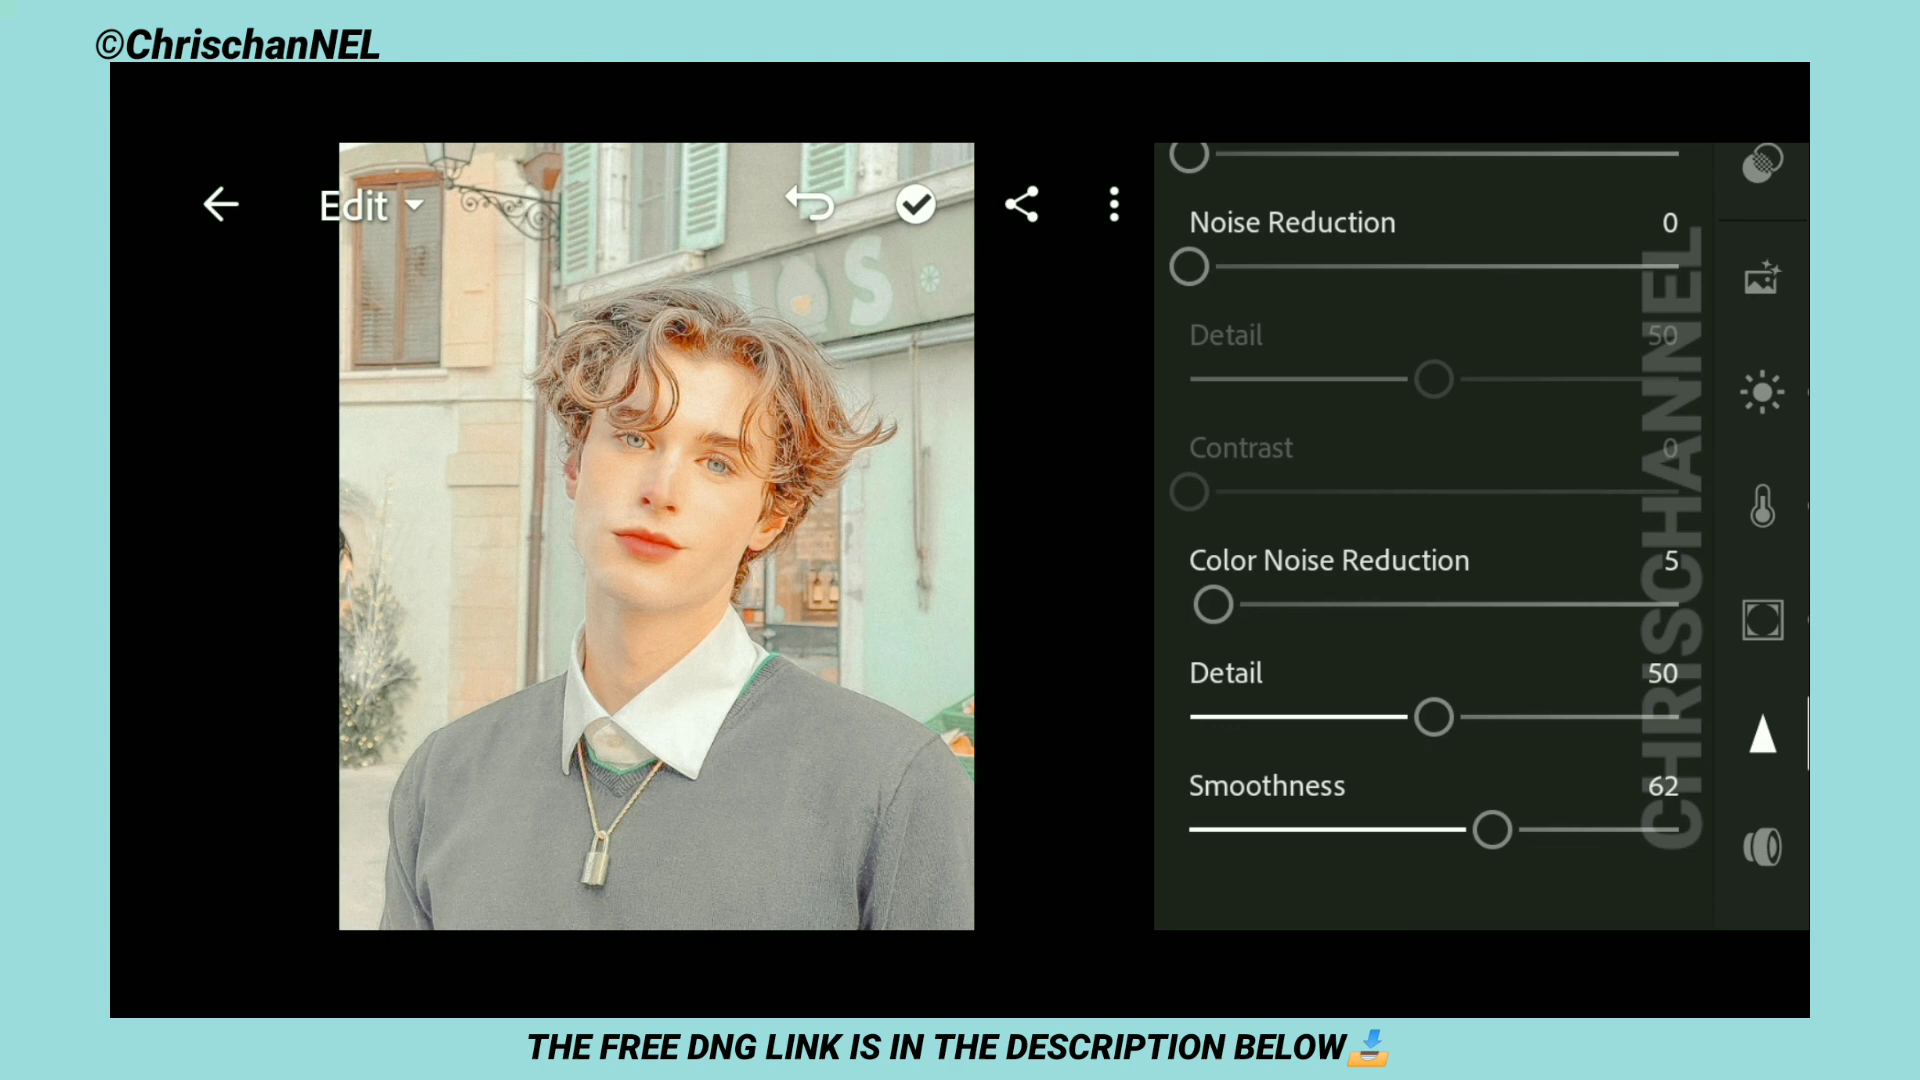 ©ChrischanNEL
Edit
OS
Noise Reduction 0
Detail 50
Contrast 0
Color Noise Reduction 5
Detail 50
Smoothness 62
CHRISCHANNEL
THE FREE DNG LINK IS IN THE DESCRIPTION BELOW